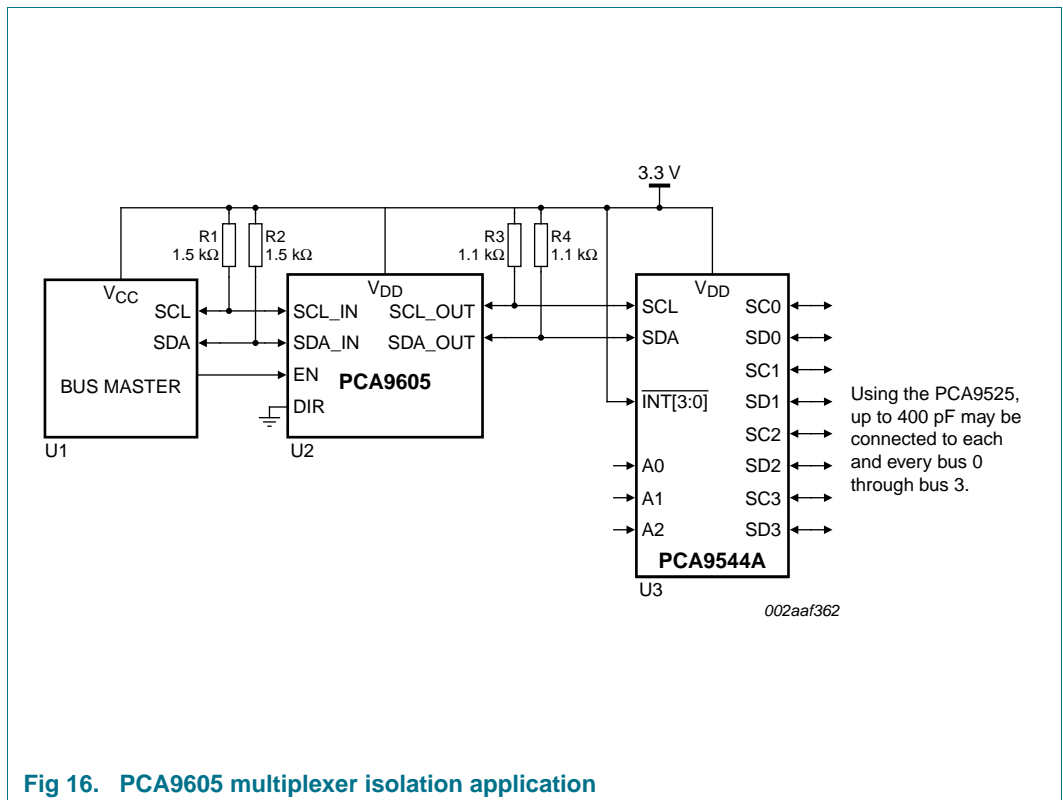 3.3 V
R1
1.5 kΩ
R2
1.5 kΩ
R3
1.1 kΩ
R4
1.1 kΩ
VCC
SCL
SDA
BUS MASTER
U1
VDD
SCL_IN
SCL_OUT
SDA_IN
SDA_OUT
EN
PCA9605
DIR
U2
VDD
SCL
SDA
INT[3:0]
A0
A1
A2
SC0
SD0
SC1
SD1
SC2
SD2
SC3
SD3
PCA9544A
U3
Using the PCA9525,
up to 400 pF may be
connected to each
and every bus 0
through bus 3.
002aaf362
Fig 16. PCA9605 multiplexer isolation application